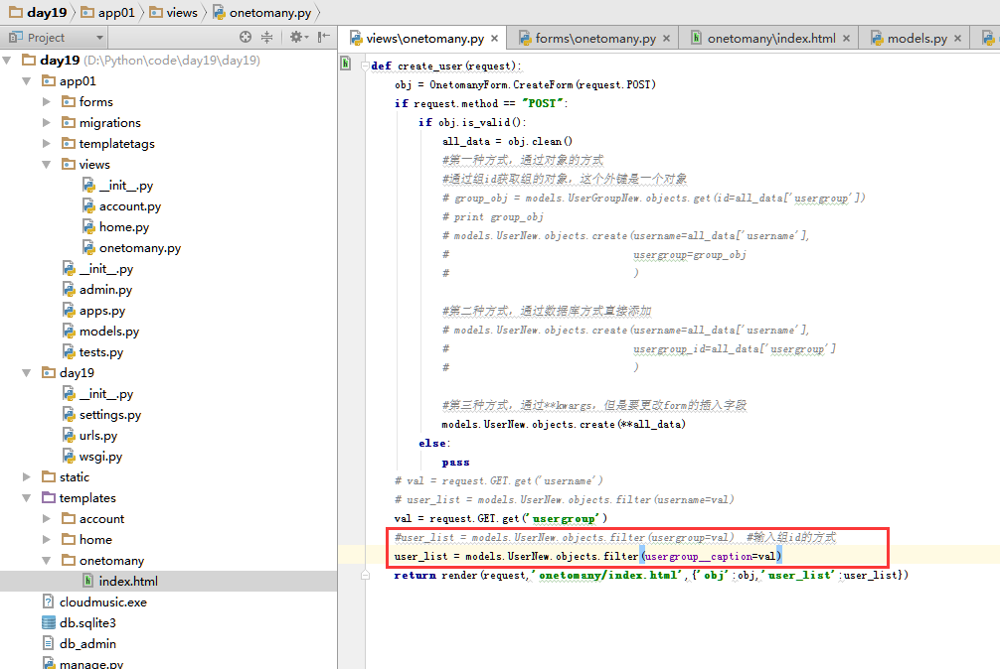 day19 app01 views onetomany.py
Project
views\onetomany.py × forms\onetomany.py × onetomany\index.html × models.py ×
day19 (D:\Python\code\day19\day19)
app01
forms
migrations
templatetags
views
__init__.py
account.py
home.py
onetomany.py
__init__.py
admin.py
apps.py
models.py
tests.py
day19
__init__.py
settings.py
urls.py
wsgi.py
static
templates
account
home
onetomany
index.html
cloudmusic.exe
db.sqlite3
db_admin
manage.py
def create_user(request):
obj = OnetomanyForm.CreateForm(request.POST)
if request.method == "POST":
if obj.is_valid():
all_data = obj.clean()
#第一种方式，通过对象的方式
#通过组id获取组的对象，这个外键是一个对象
# group_obj = models.UserGroupNew.objects.get(id=all_data['usergroup'])
# print group_obj
# models.UserNew.objects.create(username=all_data['username'],
# usergroup=group_obj
# )
#第二种方式，通过数据库方式直接添加
# models.UserNew.objects.create(username=all_data['username'],
# usergroup_id=all_data['usergroup']
# )
#第三种方式，通过**kwargs，但是要更改form的插入字段
models.UserNew.objects.create(**all_data)
else:
pass
# val = request.GET.get('username')
# user_list = models.UserNew.objects.filter(username=val)
val = request.GET.get('usergroup')
#user_list = models.UserNew.objects.filter(usergroup=val) #输入组id的方式
user_list = models.UserNew.objects.filter(usergroup__caption=val)
return render(request,'onetomany/index.html',{'obj':obj,'user_list':user_list})